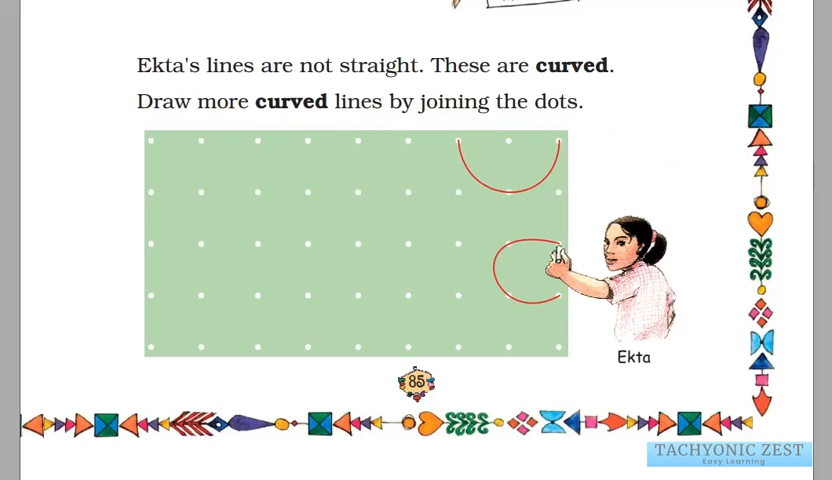 Ekta's lines are not straight. These are curved.
Draw more curved lines by joining the dots.
Ekta
85
TACHYONIC ZEST
Easy Learning